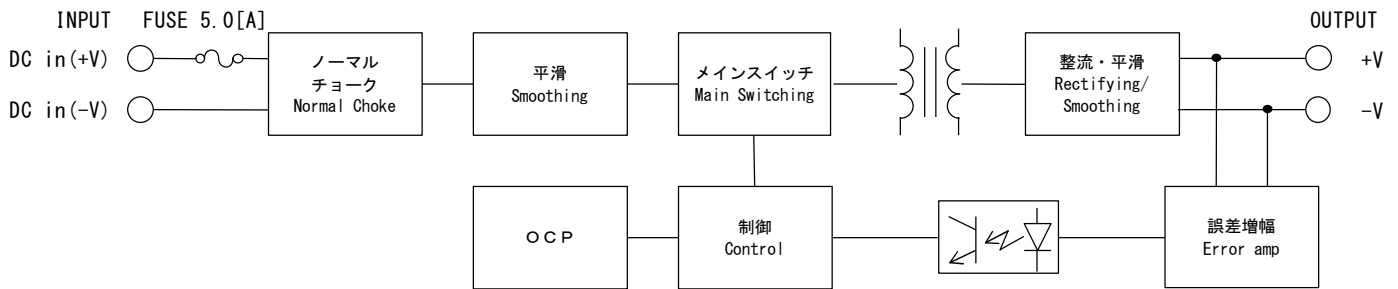 INPUT FUSE 5.0[A]
OUTPUT
DC in(+V)
ノーマル
チョーク
Normal Choke
平滑
Smoothing
メインスイッチ
Main Switching
整流・平滑
Rectifying/
Smoothing
+V
DC in(-V)
-V
ＯＣＰ
制御
Control
誤差増幅
Error amp